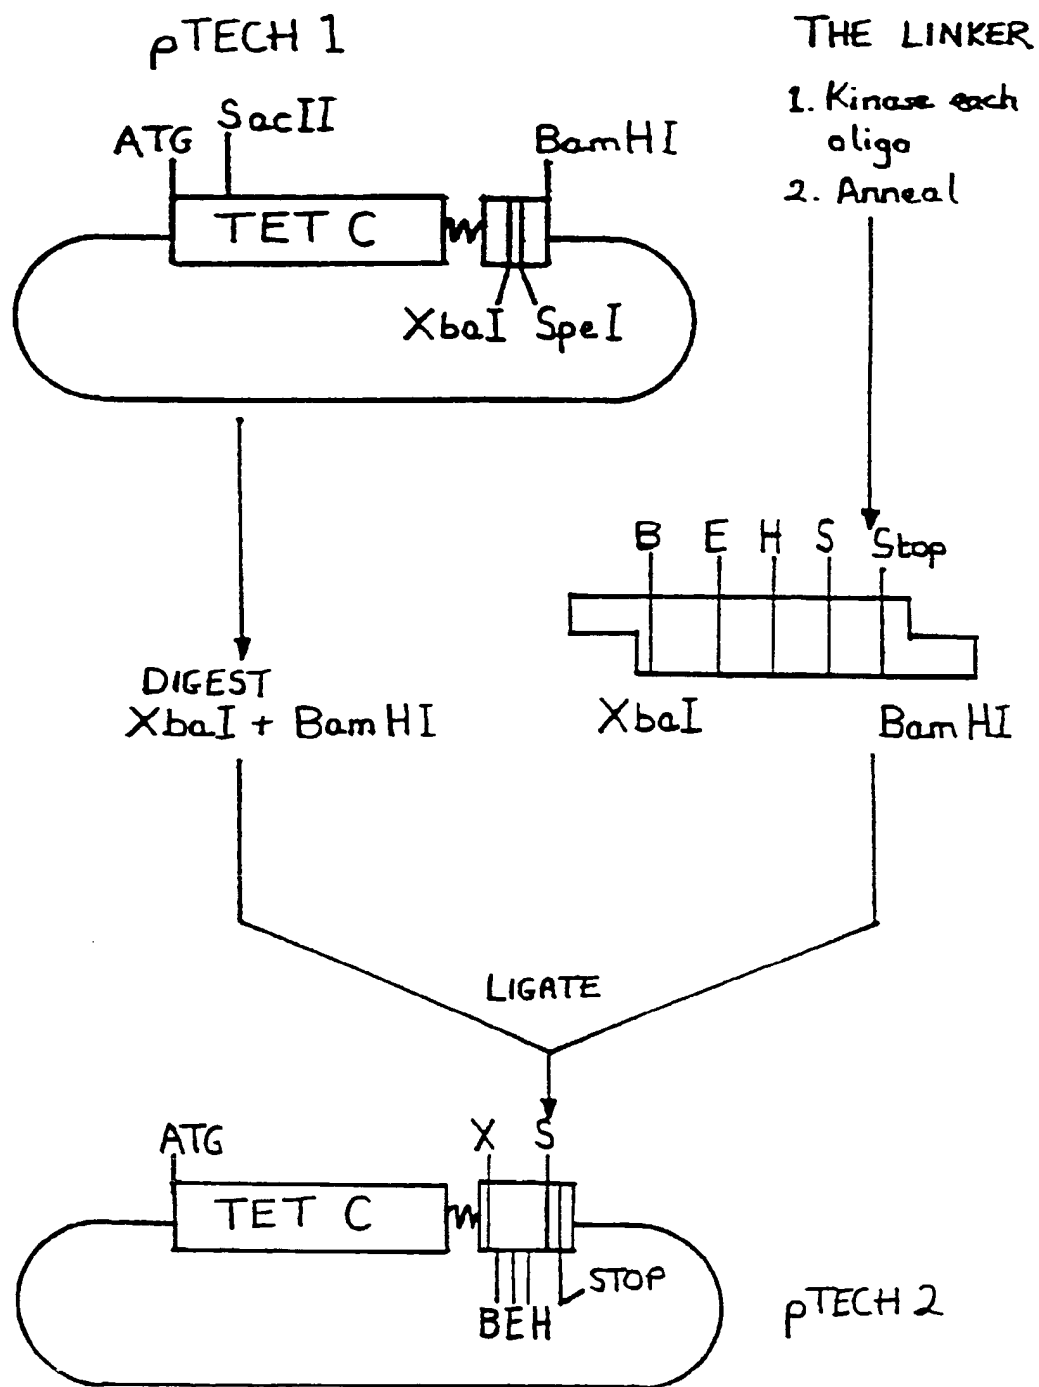 pTECH 1
ATG
SacII
BamHI
TET C
XbaI
SpeI
THE LINKER
1. Kinase each
oligo
2. Anneal
B E H S Stop
XbaI
BamHI
DIGEST
XbaI + BamHI
LIGATE
ATG
X
S
TET C
BEH
STOP
pTECH 2